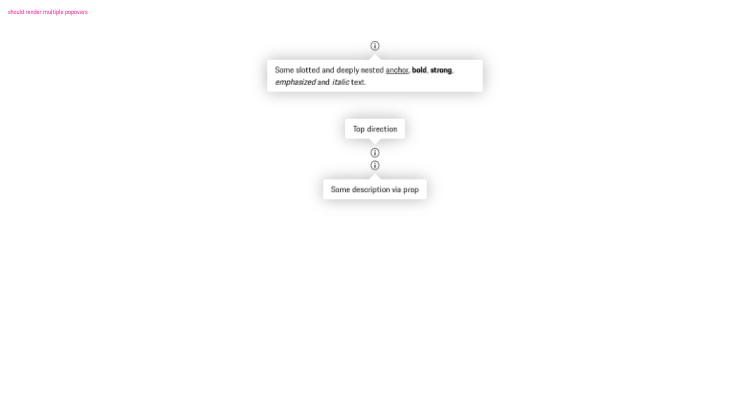 should render multiple popovers
Some slotted and deeply nested anchor, bold, strong,
emphasized and italic text.
Top direction
Some description via prop